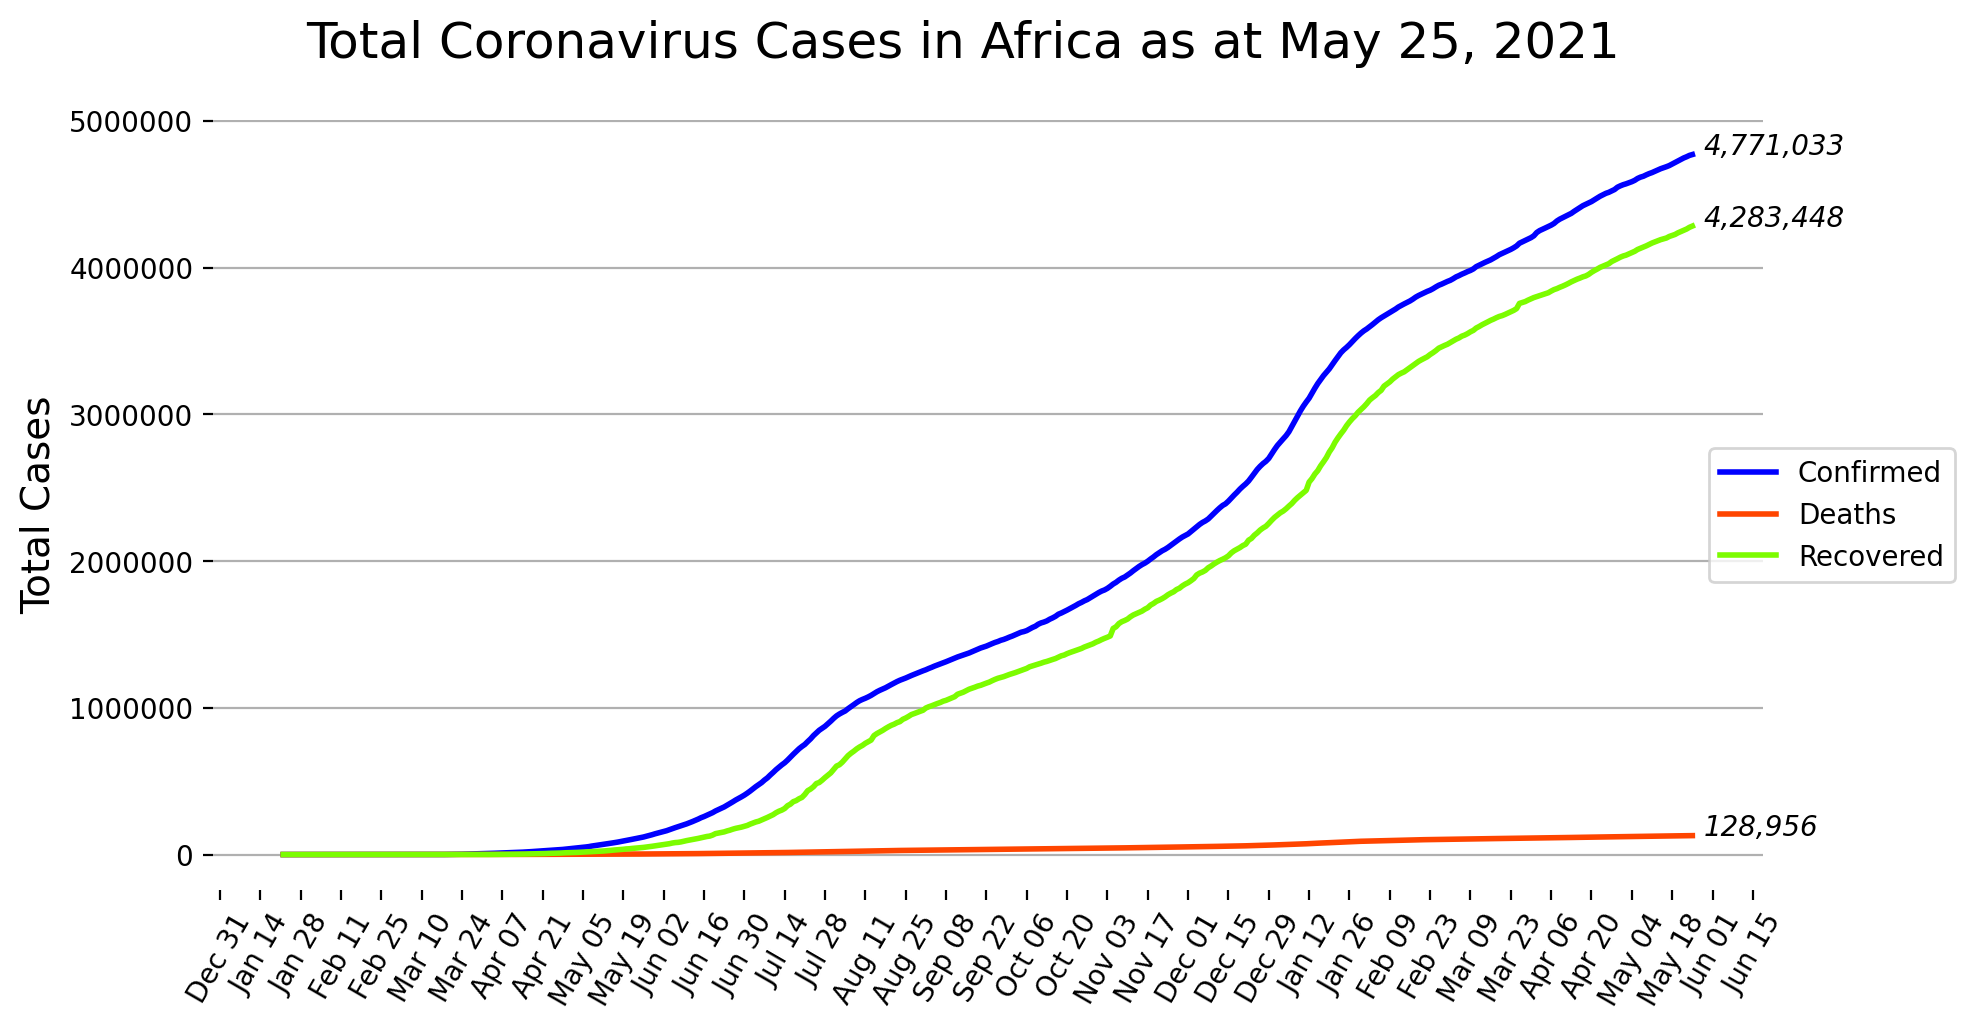 Total Coronavirus Cases in Africa as at May 25, 2021
Total Cases
5000000
4000000
3000000
2000000
1000000
0
4,771,033
4,283,448
128,956
Confirmed
Deaths
Recovered
Dec 31
Jan 14
Jan 28
Feb 11
Feb 25
Mar 10
Mar 24
Apr 07
Apr 21
May 05
May 19
Jun 02
Jun 16
Jun 30
Jul 14
Jul 28
Aug 11
Aug 25
Sep 08
Sep 22
Oct 06
Oct 20
Nov 03
Nov 17
Dec 01
Dec 15
Dec 29
Jan 12
Jan 26
Feb 09
Feb 23
Mar 09
Mar 23
Apr 06
Apr 20
May 04
May 18
Jun 01
Jun 15